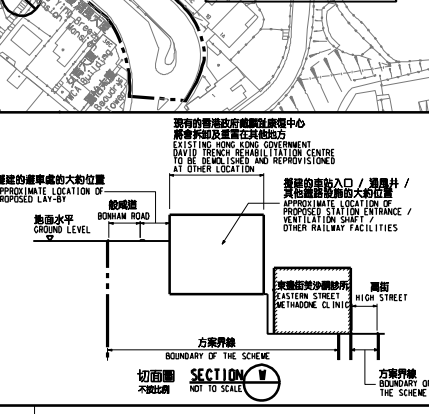 現有的香港政府戴麟趾康復中心
將會拆卸及重置在其他地方
EXISTING HONG KONG GOVERNMENT
DAVID TRENCH REHABILITATION CENTRE
TO BE DEMOLISHED AND REPROVISIONED
AT OTHER LOCATION
擬建的避車處的大約位置
APPROXIMATE LOCATION OF
PROPOSED LAY-BY
般咸道
BONHAM ROAD
地面水平
GROUND LEVEL
擬建的車站入口 / 通風井 /
其他鐵路設施的大約位置
APPROXIMATE LOCATION OF
PROPOSED STATION ENTRANCE /
VENTILATION SHAFT /
OTHER RAILWAY FACILITIES
東邊街美沙酮診所
EASTERN STREET
METHADONE CLINIC
高街
HIGH STREET
方案界線
BOUNDARY OF THE SCHEME
切面圖 SECTION W
不按比例 NOT TO SCALE
方案界線
BOUNDARY OF
THE SCHEME